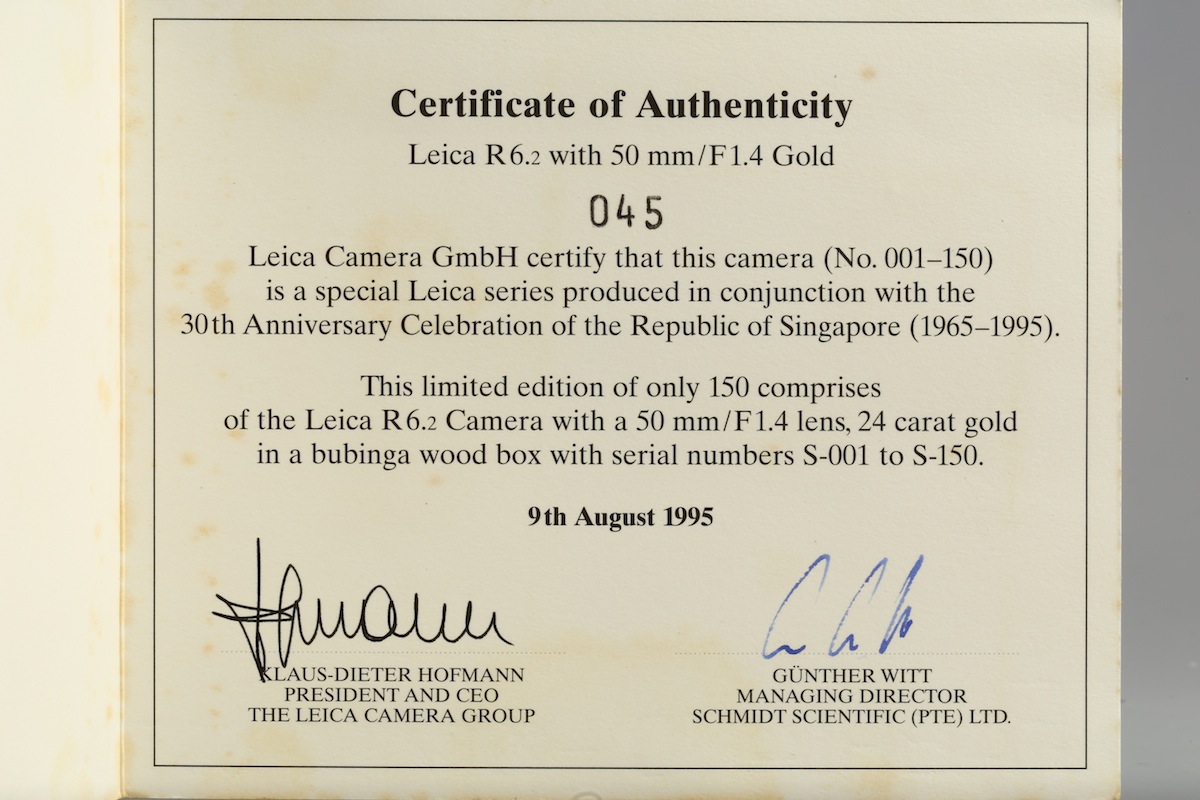 Certificate of Authenticity
Leica R6.2 with 50 mm/F1.4 Gold
045
Leica Camera GmbH certify that this camera (No. 001–150)
is a special Leica series produced in conjunction with the
30th Anniversary Celebration of the Republic of Singapore (1965–1995).
This limited edition of only 150 comprises
of the Leica R6.2 Camera with a 50 mm/F1.4 lens, 24 carat gold
in a bubinga wood box with serial numbers S-001 to S-150.
9th August 1995
KLAUS-DIETER HOFMANN
PRESIDENT AND CEO
THE LEICA CAMERA GROUP
GÜNTHER WITT
MANAGING DIRECTOR
SCHMIDT SCIENTIFIC (PTE) LTD.